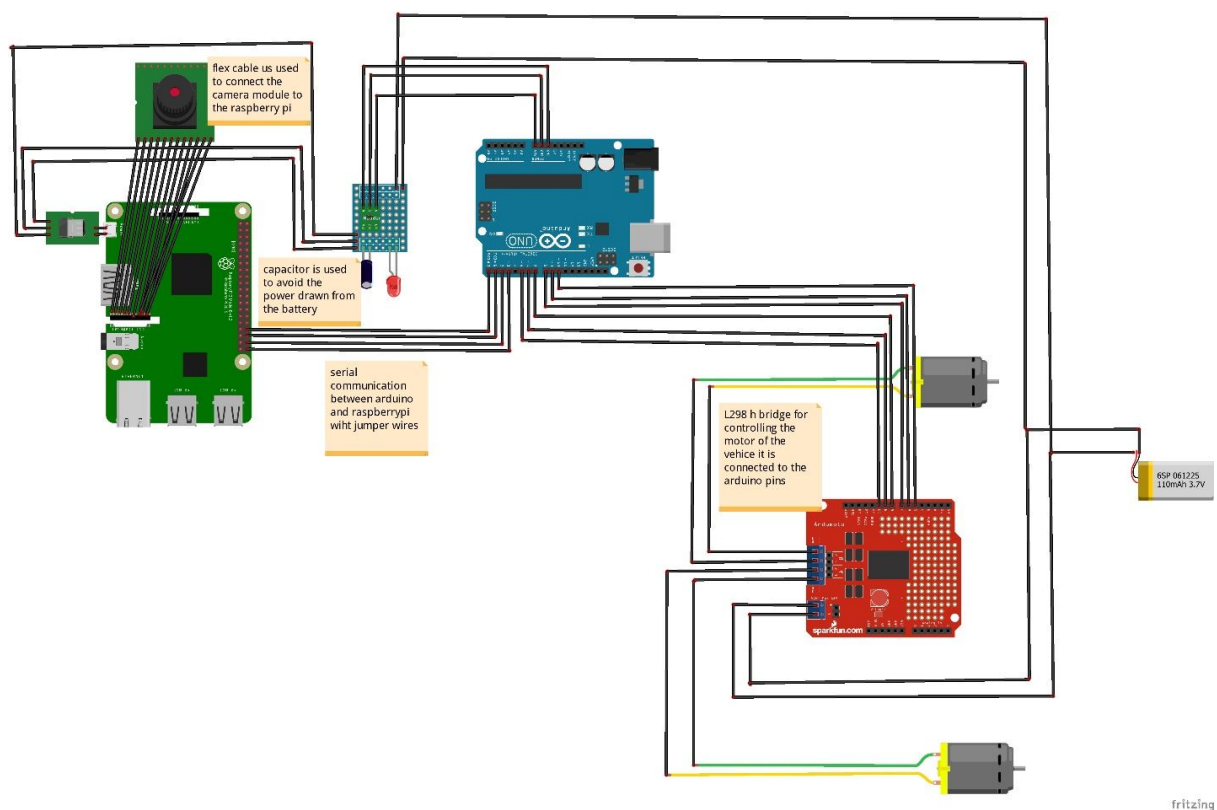 flex cable us used
to connect the
camera module to
the raspberry pi
capacitor is used
to avoid the
power drawn from
the battery
serial
communication
between arduino
and raspberrypi
wiht jumper wires
UNO
Arduino
L298 h bridge for
controlling the
motor of the
vehice it is
connected to the
arduino pins
Ardumoto
sparkfun.com
6SP 061225
110mAh 3.7V
fritzing